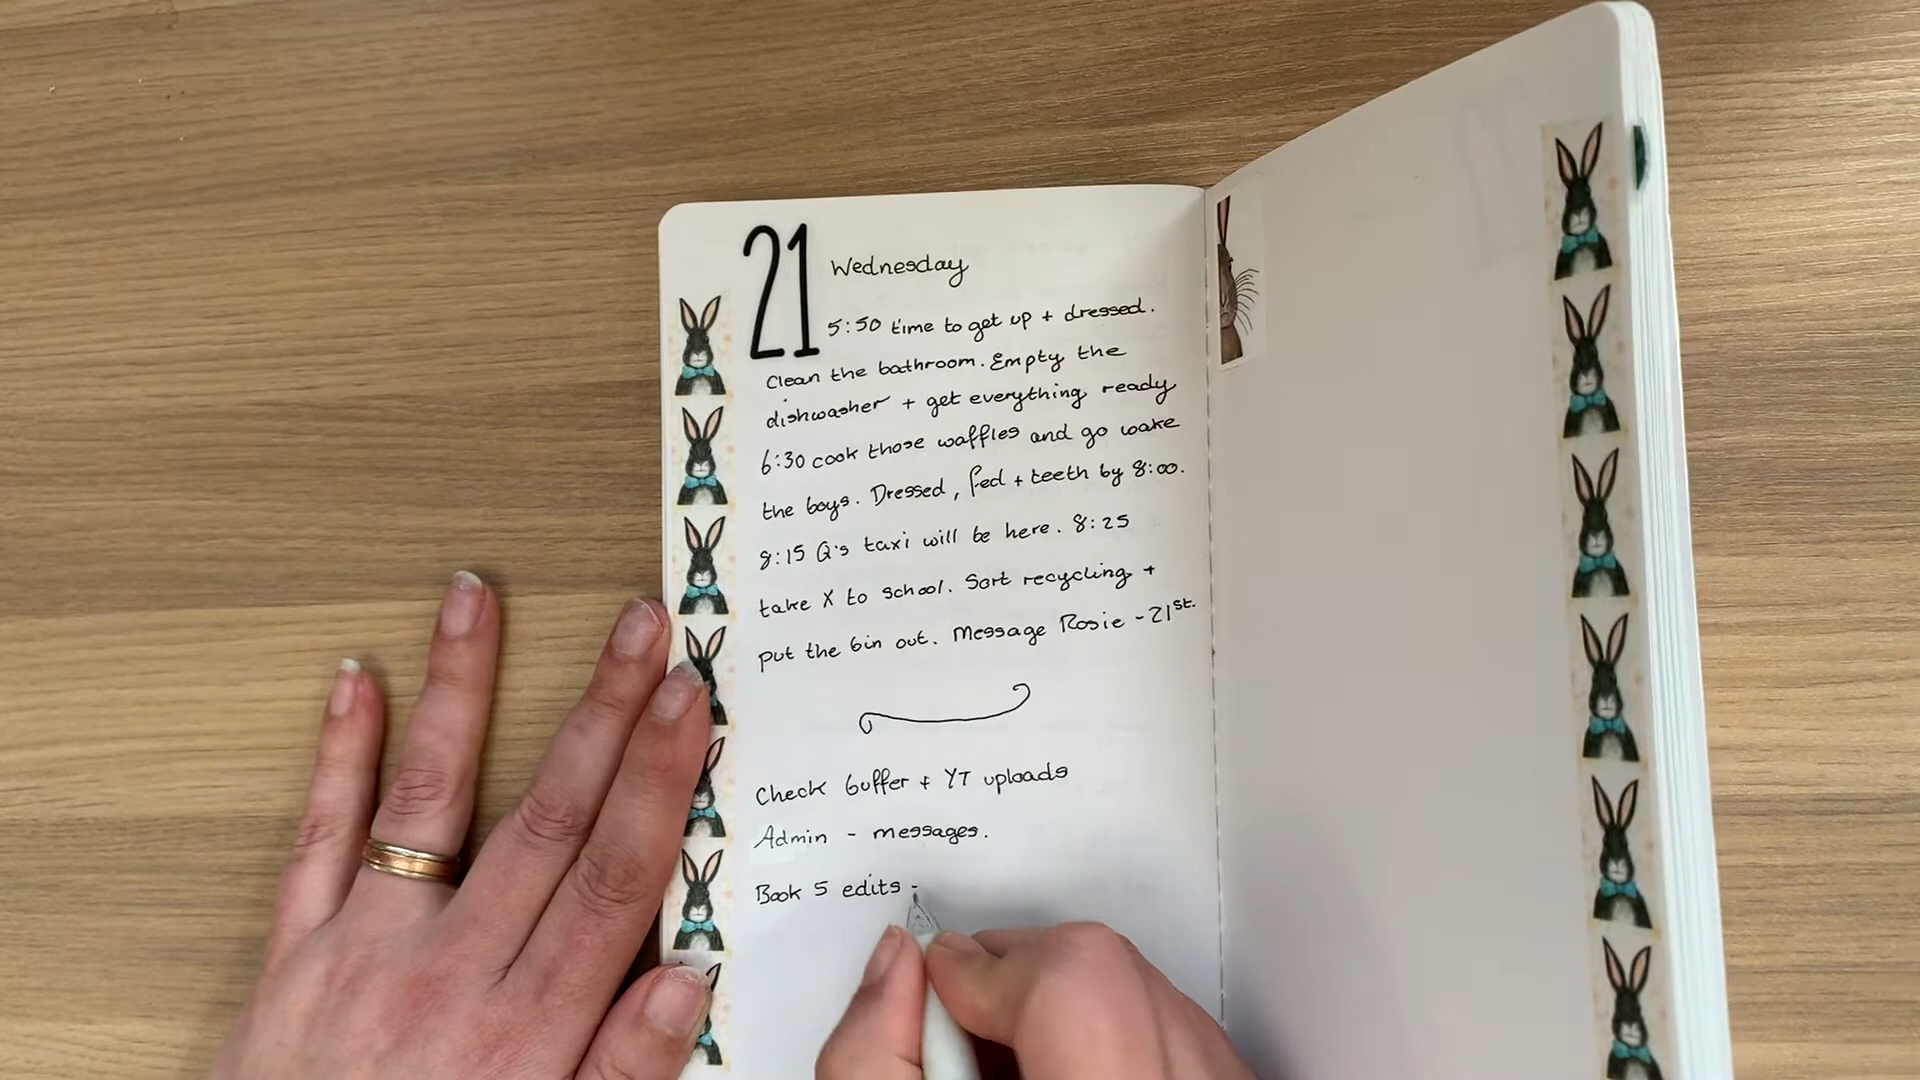 21 Wednesday
5:50 time to get up + dressed.
Clean the bathroom. Empty the
dishwasher + get everything ready
6:30 cook those waffles and go wake
the boys. Dressed, fed + teeth by 8:00.
8:15 Q's taxi will be here. 8:25
take X to school. Sort recycling +
put the bin out. Message Rosie - 21st.
Check buffer + YT uploads
Admin - messages.
Book 5 edits -